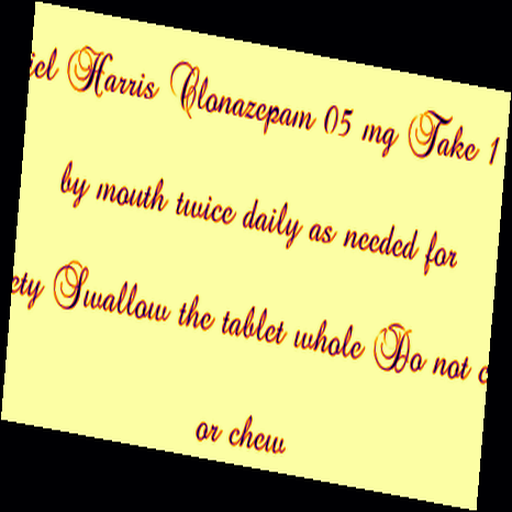 Harris Clonazepam 05 mg Take 1
by mouth twice daily as needed for
Swallow the tablet whole Do not
or chew